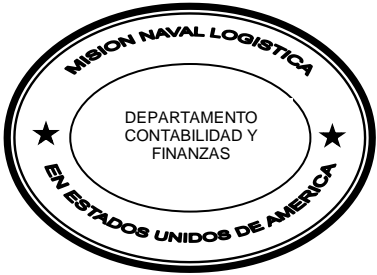 MISION NAVAL LOGISTICA
DEPARTAMENTO
CONTABILIDAD Y
FINANZAS
EN ESTADOS UNIDOS DE AMERICA